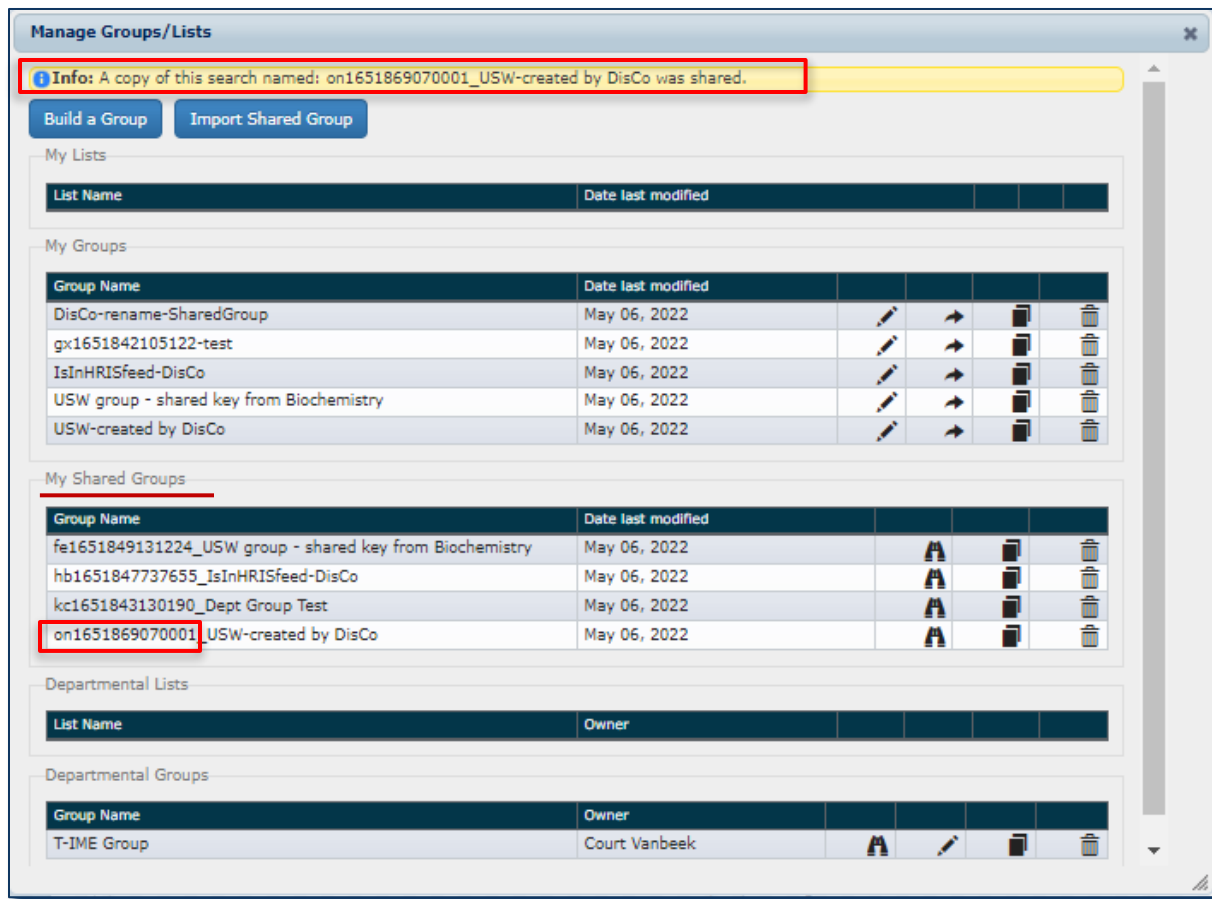 Manage Groups/Lists
Info: A copy of this search named: on1651869070001_USW-created by DisCo was shared.
Build a Group Import Shared Group
My Lists
List Name Date last modified
My Groups
Group Name Date last modified
DisCo-rename-SharedGroup May 06, 2022
gx1651842105122-test May 06, 2022
IsInHRISfeed-DisCo May 06, 2022
USW group - shared key from Biochemistry May 06, 2022
USW-created by DisCo May 06, 2022
My Shared Groups
Group Name Date last modified
fe1651849131224_USW group - shared key from Biochemistry May 06, 2022
hb1651847737655_IsInHRISfeed-DisCo May 06, 2022
kc1651843130190_Dept Group Test May 06, 2022
on1651869070001_USW-created by DisCo May 06, 2022
Departmental Lists
List Name Owner
Departmental Groups
Group Name Owner
T-IME Group Court Vanbeek